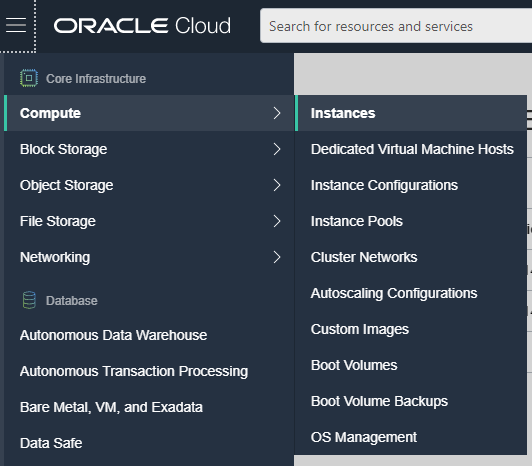 ORACLE Cloud
Search for resources and services
Core Infrastructure
Compute
Block Storage
Object Storage
File Storage
Networking
Database
Autonomous Data Warehouse
Autonomous Transaction Processing
Bare Metal, VM, and Exadata
Data Safe
Instances
Dedicated Virtual Machine Hosts
Instance Configurations
Instance Pools
Cluster Networks
Autoscaling Configurations
Custom Images
Boot Volumes
Boot Volume Backups
OS Management